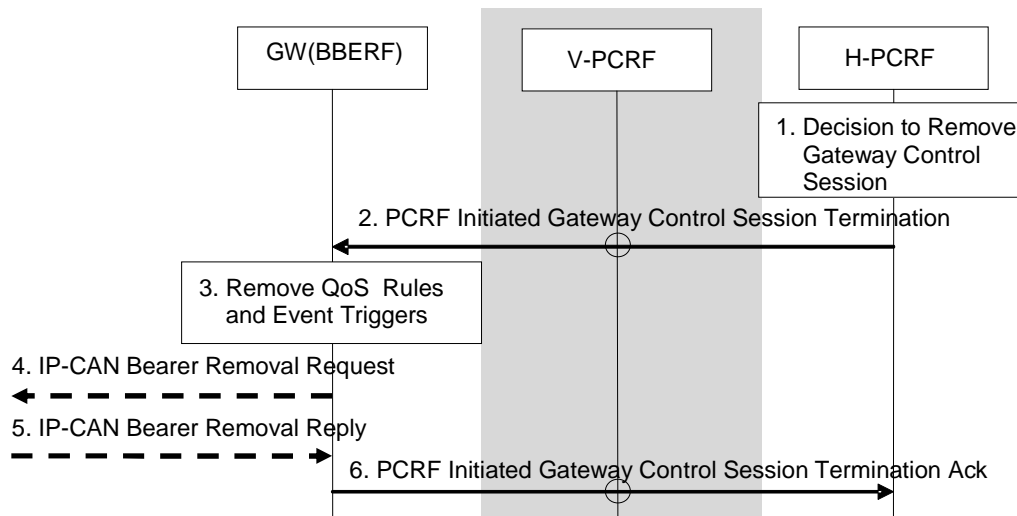 GW(BBERF)
V-PCRF
H-PCRF
1. Decision to Remove
Gateway Control
Session
2. PCRF Initiated Gateway Control Session Termination
3. Remove QoS Rules
and Event Triggers
4. IP-CAN Bearer Removal Request
5. IP-CAN Bearer Removal Reply
6. PCRF Initiated Gateway Control Session Termination Ack